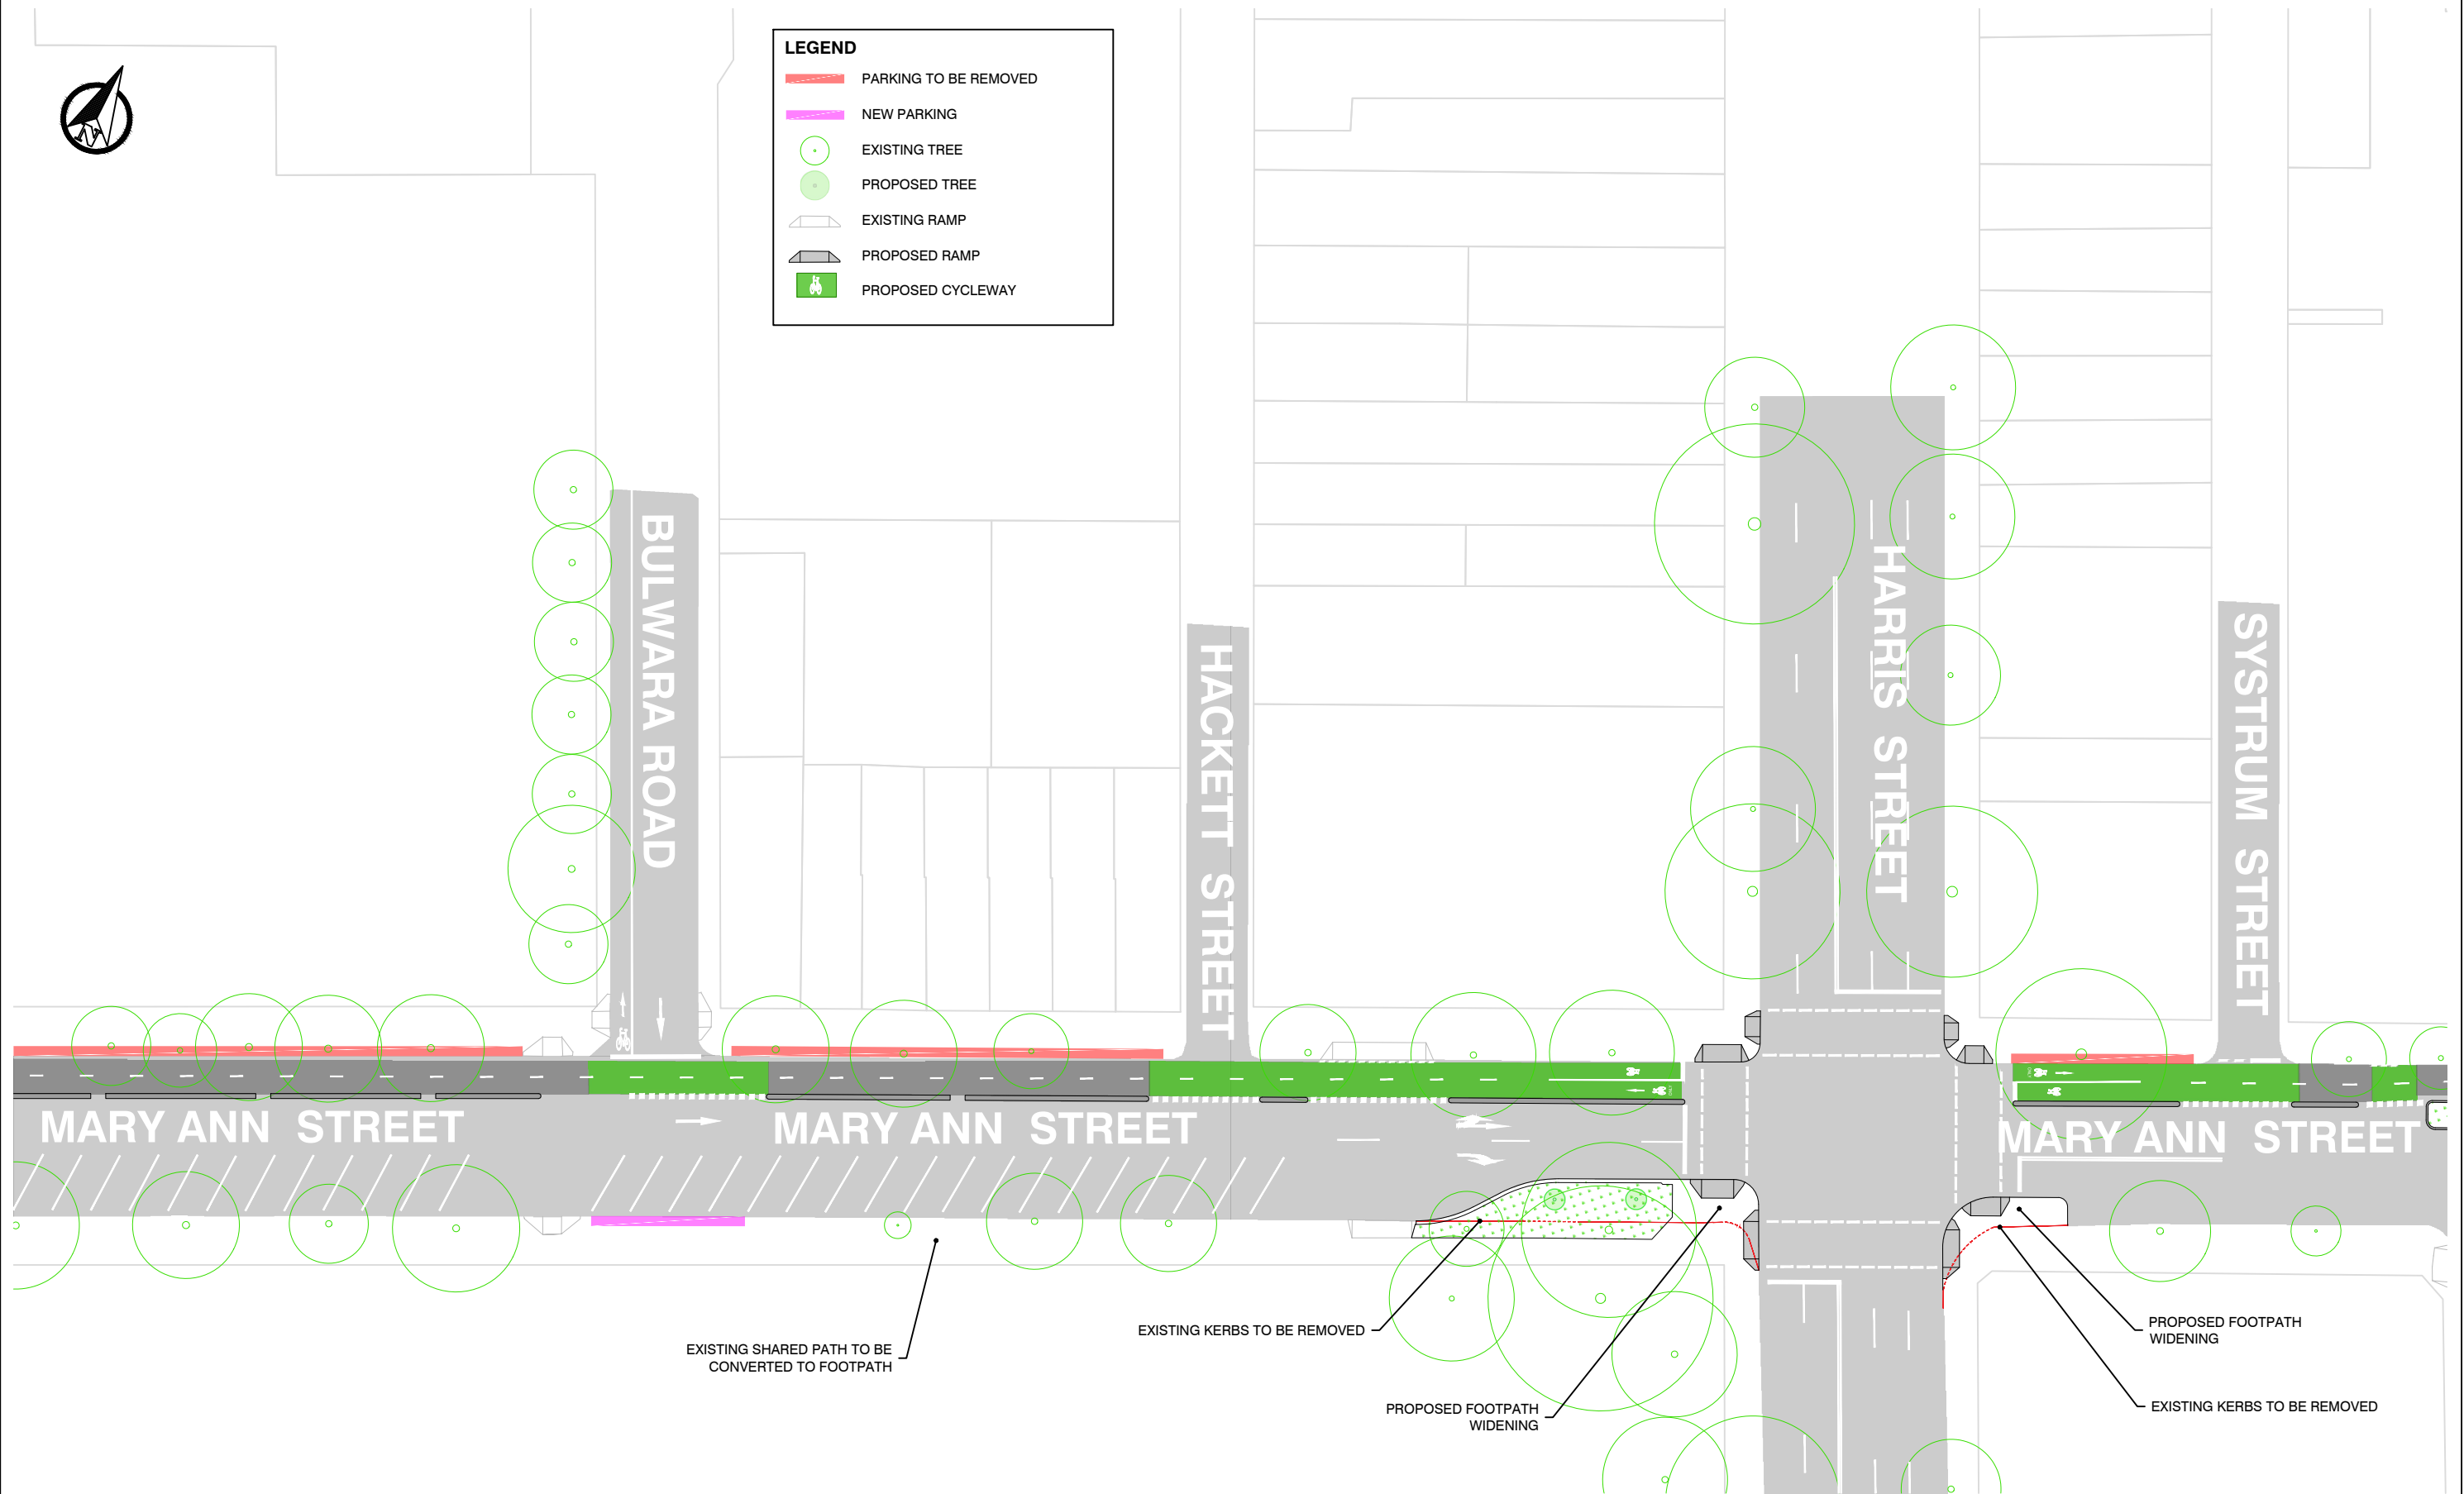 LEGEND
PARKING TO BE REMOVED
NEW PARKING
EXISTING TREE
PROPOSED TREE
EXISTING RAMP
PROPOSED RAMP
PROPOSED CYCLEWAY
N
BULWARA ROAD
HACKETT STREET
HARRIS STREET
SYSTRUM STREET
MARY ANN STREET
MARY ANN STREET
MARY ANN STREET
EXISTING SHARED PATH TO BE
CONVERTED TO FOOTPATH
EXISTING KERBS TO BE REMOVED
PROPOSED FOOTPATH
WIDENING
PROPOSED FOOTPATH
WIDENING
EXISTING KERBS TO BE REMOVED